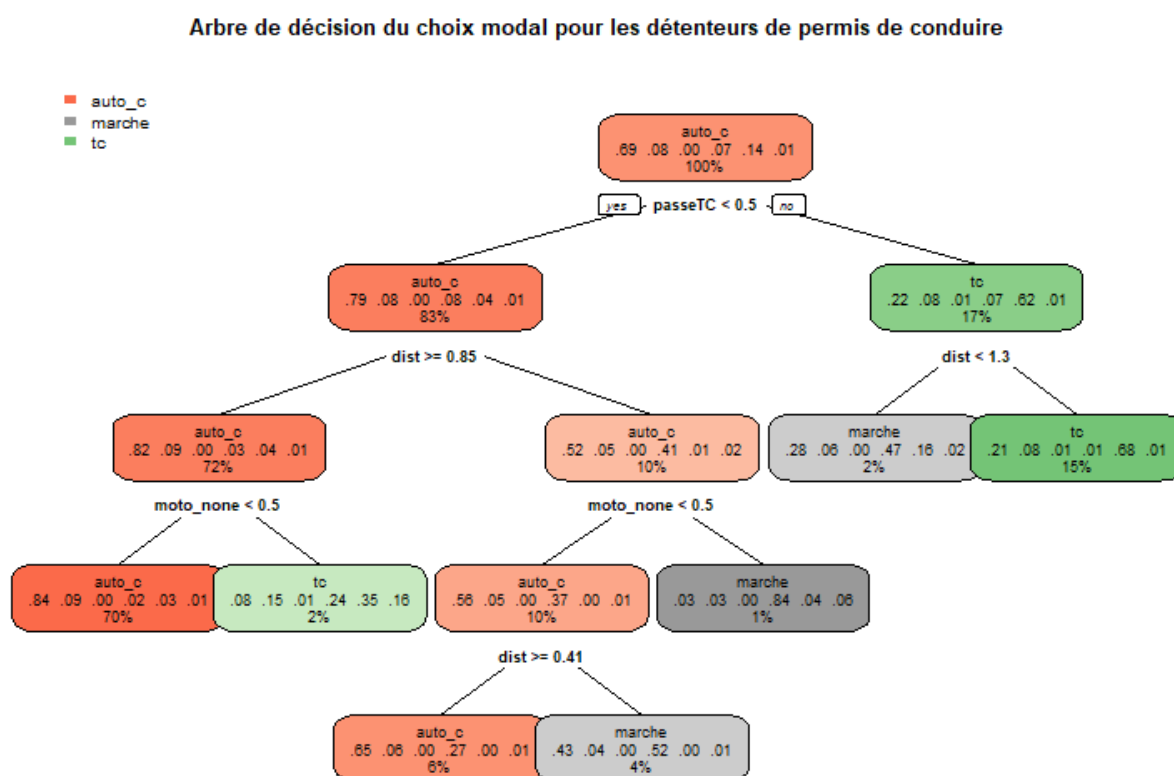 Arbre de décision du choix modal pour les détenteurs de permis de conduire
auto_c
marche
tc
auto_c
.69 .08 .00 .07 .14 .01
100%
yes passeTC < 0.5 no
auto_c
.79 .08 .00 .08 .04 .01
83%
tc
.22 .08 .01 .07 .62 .01
17%
dist >= 0.85
dist < 1.3
auto_c
.82 .09 .00 .03 .04 .01
72%
auto_c
.52 .05 .00 .41 .01 .02
10%
marche
.28 .06 .00 .47 .16 .02
2%
tc
.21 .08 .01 .01 .68 .01
15%
moto_none < 0.5
moto_none < 0.5
auto_c
.84 .09 .00 .02 .03 .01
70%
tc
.08 .15 .01 .24 .35 .16
2%
auto_c
.56 .05 .00 .37 .00 .01
10%
marche
.03 .03 .00 .84 .04 .06
1%
dist >= 0.41
auto_c
.65 .06 .00 .27 .00 .01
6%
marche
.43 .04 .00 .52 .00 .01
4%